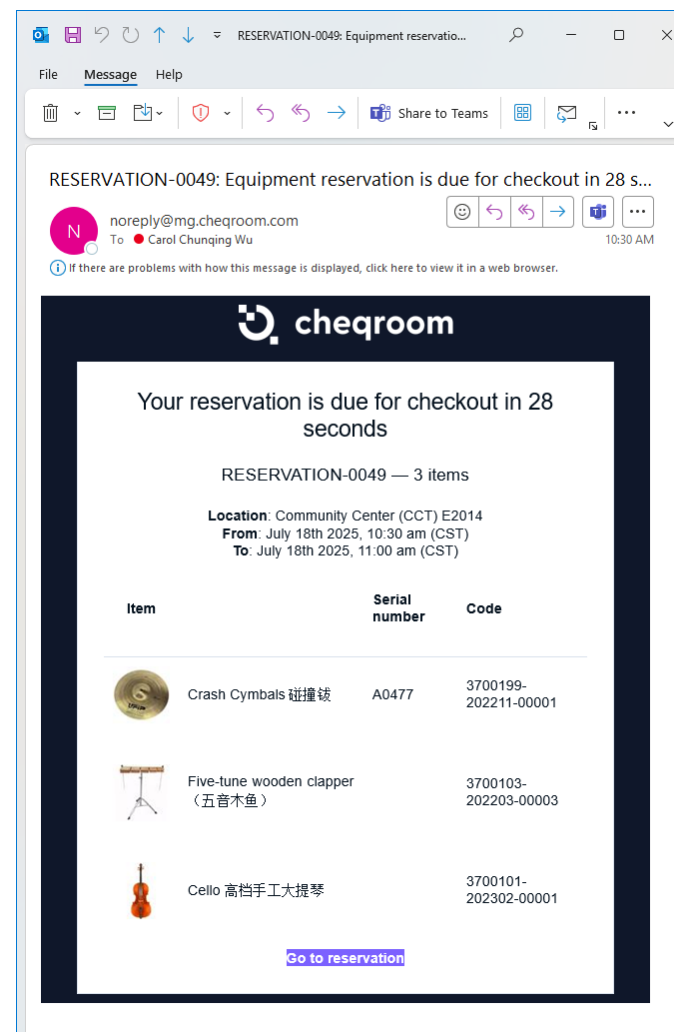 RESERVATION-0049: Equipment reservatio...
File Message Help
Share to Teams
RESERVATION-0049: Equipment reservation is due for checkout in 28 s...
N
noreply@mg.cheqroom.com
To Carol Chunqing Wu
10:30 AM
If there are problems with how this message is displayed, click here to view it in a web browser.
cheqroom
Your reservation is due for checkout in 28
seconds
RESERVATION-0049 — 3 items
Location: Community Center (CCT) E2014
From: July 18th 2025, 10:30 am (CST)
To: July 18th 2025, 11:00 am (CST)
Item Serial number Code
Crash Cymbals 碰撞钹 A0477 3700199-
202211-00001
Five-tune wooden clapper 3700103-
（五音木鱼） 202203-00003
Cello 高档手工大提琴 3700101-
202302-00001
Go to reservation